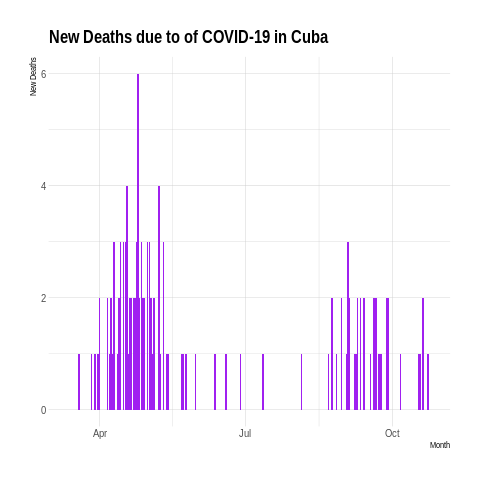 New Deaths due to of COVID-19 in Cuba
New Deaths
6
4
2
0
Apr
Jul
Oct
Month